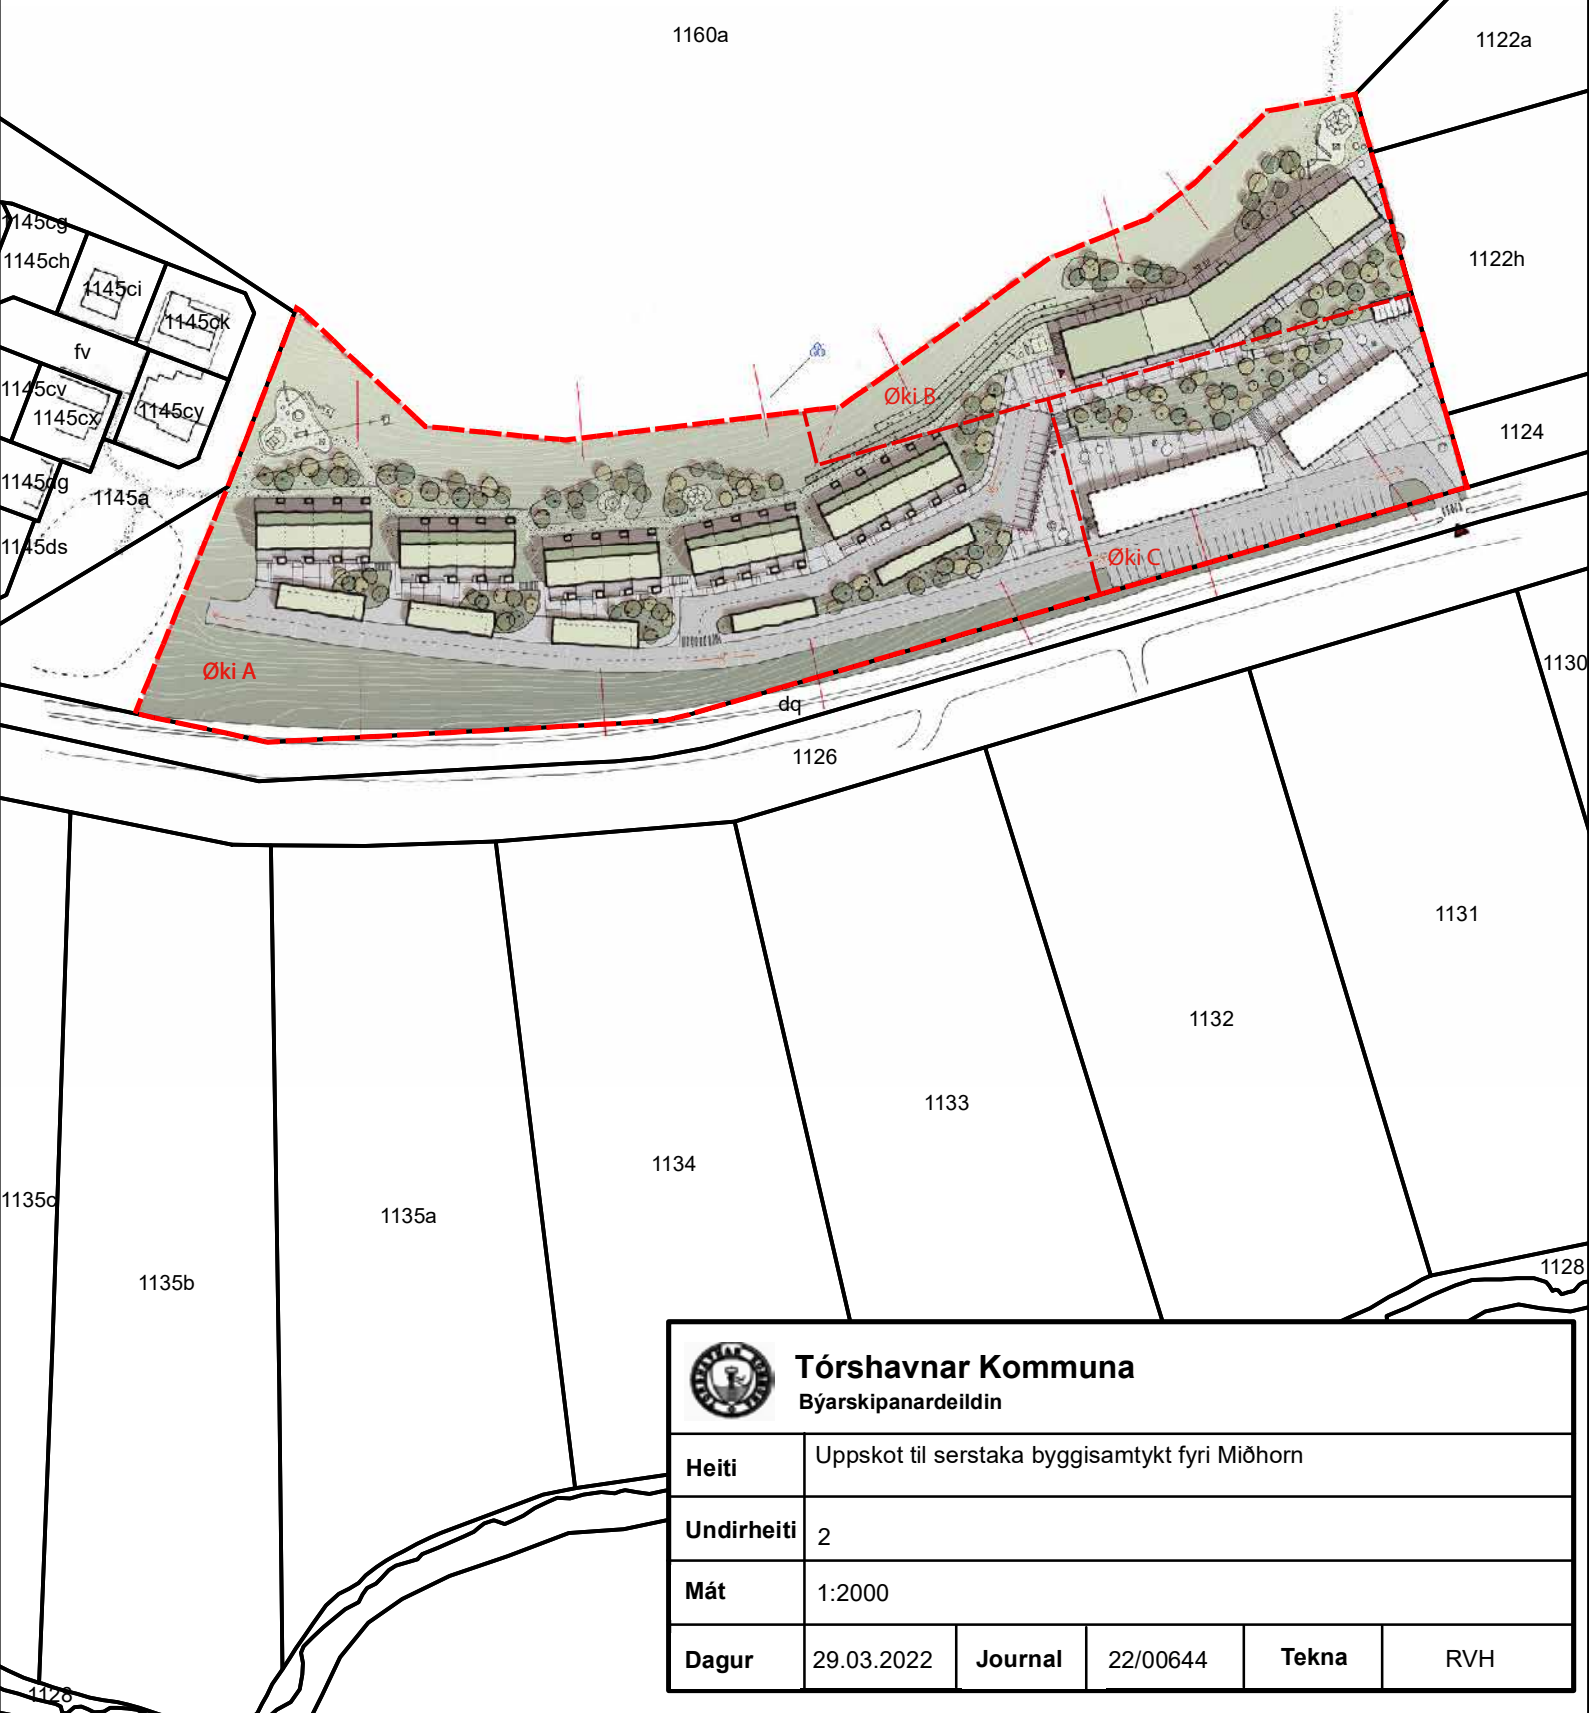 1160a
1122a
1145cg
1145ch
1145ci
1145ck
fv
1145cv
1145cx
1145cy
1145dg
1145a
1145ds
1122h
1124
Øki B
Øki C
Øki A
dq
1126
1130
1131
1132
1133
1134
1135a
1135b
1135c
1128
1128
Tórshavnar Kommuna
Býarskipanardeildin
Heiti Uppskot til serstaka byggisamtykt fyri Miðhorn
Undirheiti 2
Mát 1:2000
Dagur 29.03.2022 Journal 22/00644 Tekna RVH